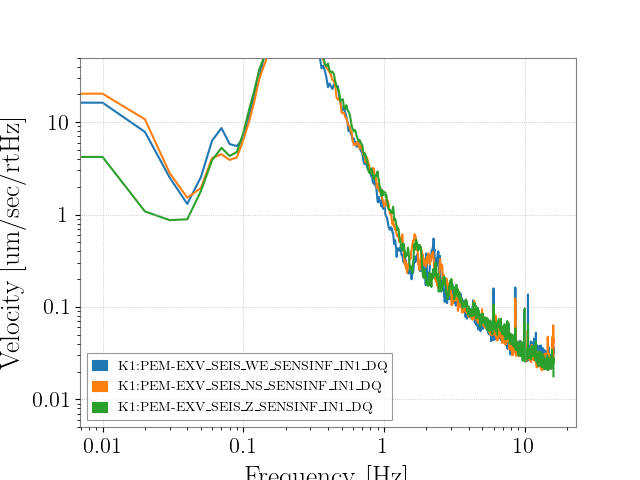 Velocity [um/sec/rtHz]
10
1
0.1
0.01
K1:PEM-EXV_SEIS_WE_SENSINF_IN1_DQ
K1:PEM-EXV_SEIS_NS_SENSINF_IN1_DQ
K1:PEM-EXV_SEIS_Z_SENSINF_IN1_DQ
0.01 0.1 1 10
Frequency [Hz]